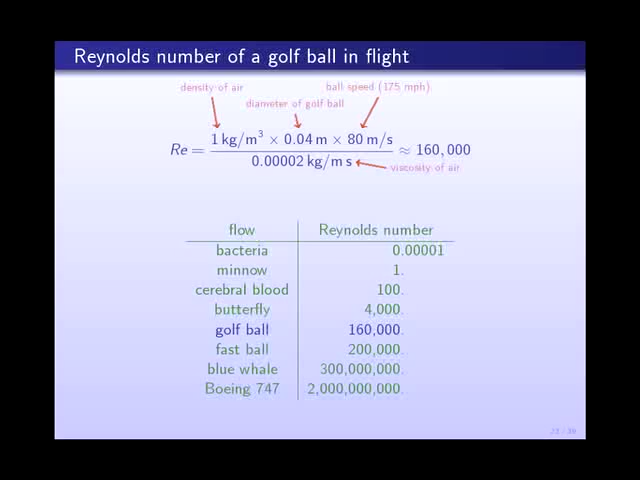 Reynolds number of a golf ball in flight
density of air
ball speed (175 mph)
diameter of golf ball
Re = 1 kg/m³ × 0.04 m × 80 m/s / 0.00002 kg/m s ≈ 160,000
viscosity of air
flow Reynolds number
bacteria 0.00001
minnow 1.
cerebral blood 100.
butterfly 4,000.
golf ball 160,000.
fast ball 200,000.
blue whale 300,000,000.
Boeing 747 2,000,000,000.